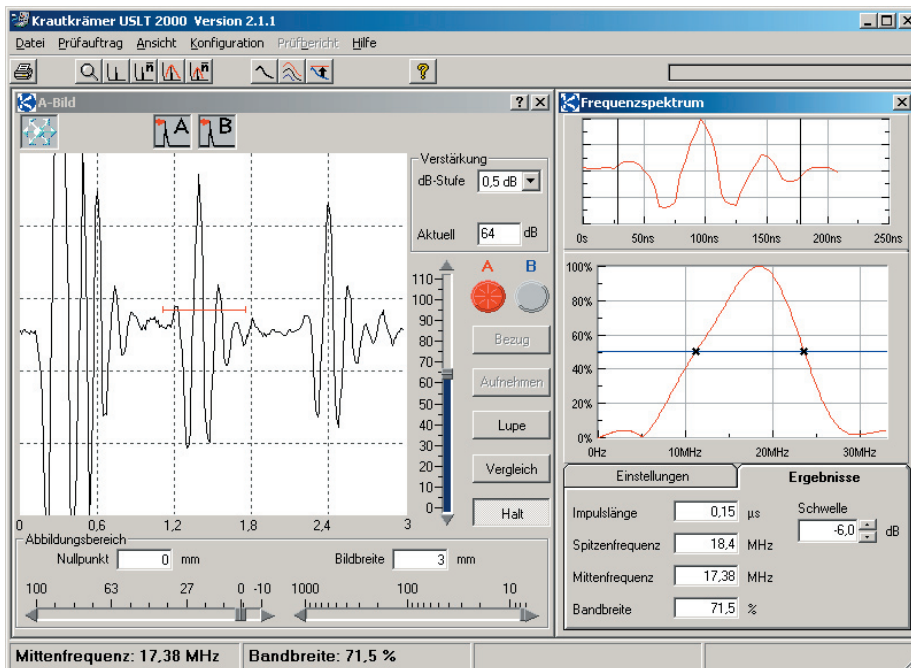 Krautkrämer USLT 2000 Version 2.1.1
Datei Prüfauftrag Ansicht Konfiguration Prüfbericht Hilfe
n n ?
A-Bild ? ×
A B
Verstärkung
dB-Stufe 0,5 dB
Aktuell 64 dB
A B
110
100
90
80
70
60
50
40
30
20
10
0
Bezug
Aufnehmen
Lupe
Vergleich
Halt
0 0,6 1,2 1,8 2,4 3
Abbildungsbereich
Nullpunkt 0 mm Bildbreite 3 mm
100 63 27 0 -10 1000 100 10
Frequenzspektrum
0s 50ns 100ns 150ns 200ns 250ns
100%
80%
60%
40%
20%
0%
0Hz 10MHz 20MHz 30MHz
Einstellungen Ergebnisse
Impulslänge 0,15 µs Schwelle
-6,0 dB
Spitzenfrequenz 18,4 MHz
Mittenfrequenz 17,38 MHz
Bandbreite 71,5 %
Mittenfrequenz: 17,38 MHz Bandbreite: 71,5 %